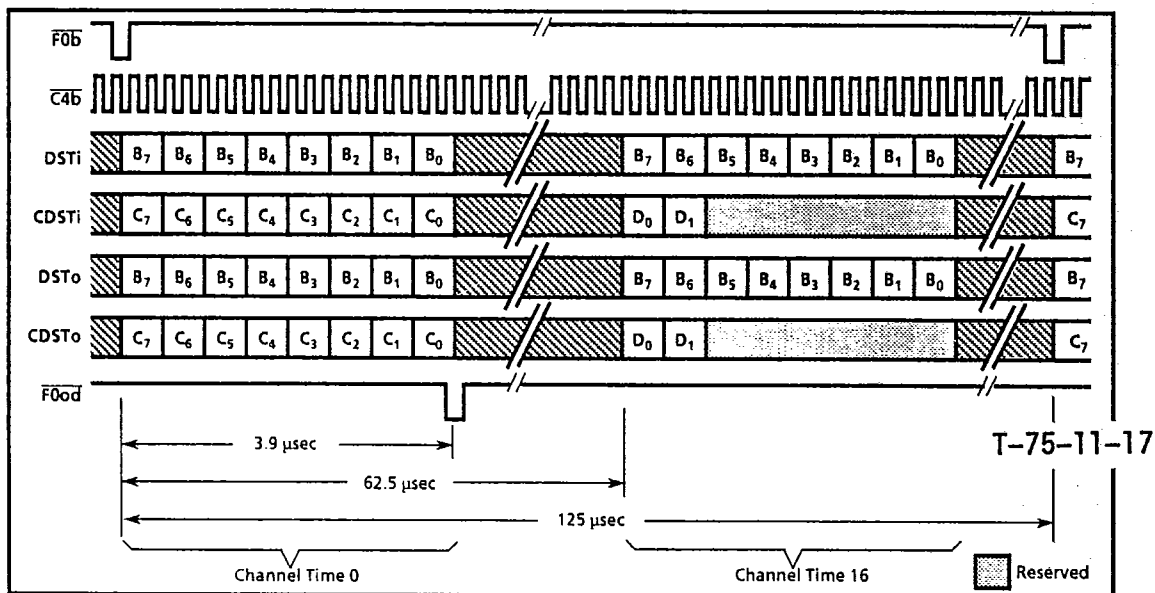 F0b
C4b
DSTi B7 B6 B5 B4 B3 B2 B1 B0 B7 B6 B5 B4 B3 B2 B1 B0 B7
CDSTi C7 C6 C5 C4 C3 C2 C1 C0 D0 D1 C7
DSTo B7 B6 B5 B4 B3 B2 B1 B0 B7 B6 B5 B4 B3 B2 B1 B0 B7
CDSTo C7 C6 C5 C4 C3 C2 C1 C0 D0 D1 C7
F0od
3.9 µsec
T-75-11-17
62.5 µsec
125 µsec
Channel Time 0 Channel Time 16 Reserved